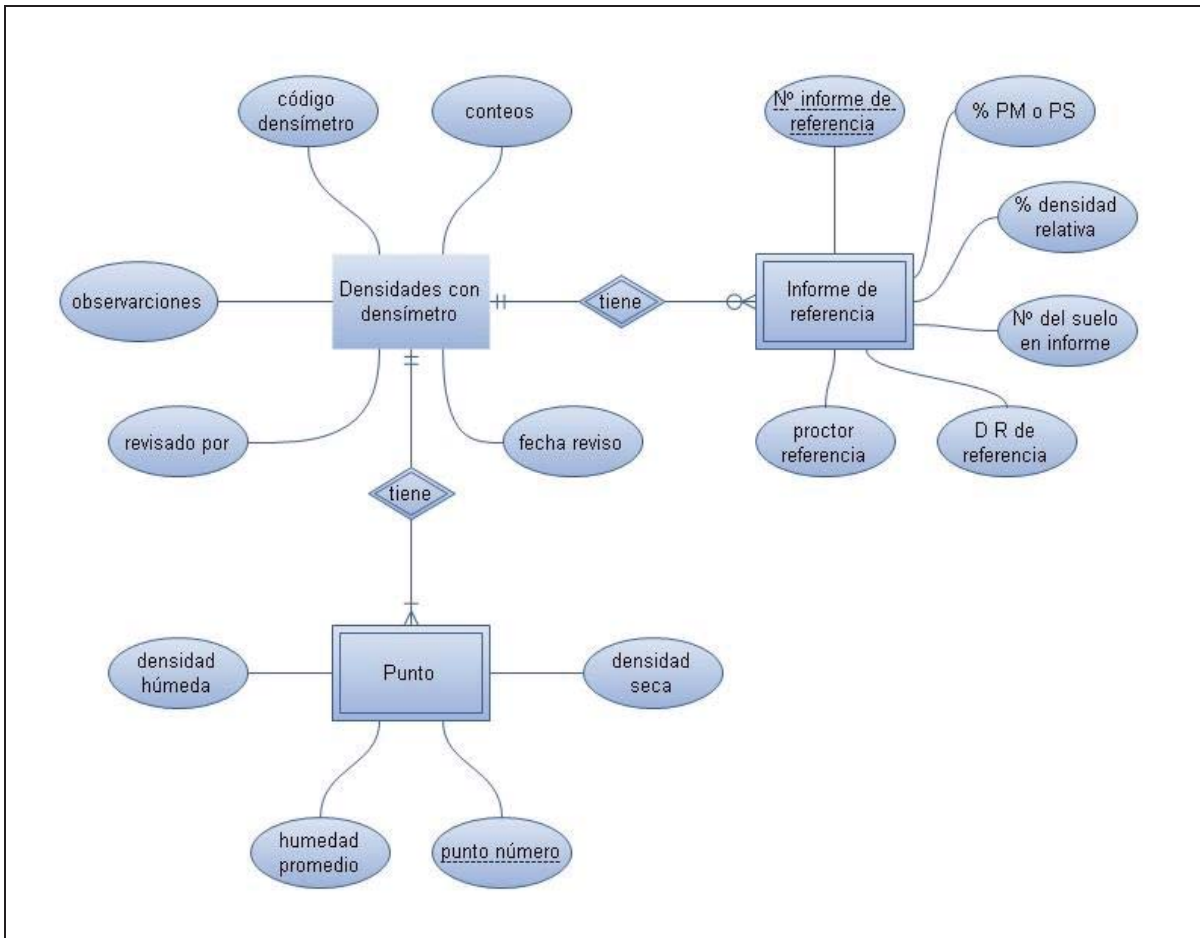 código
densímetro
conteos
Nº informe de
referencia
% PM o PS
% densidad
relativa
observarciones
Densidades con
densímetro
tiene
Informe de
referencia
Nº del suelo
en informe
revisado por
fecha reviso
proctor
referencia
D R de
referencia
tiene
densidad
húmeda
Punto
densidad
seca
humedad
promedio
punto número